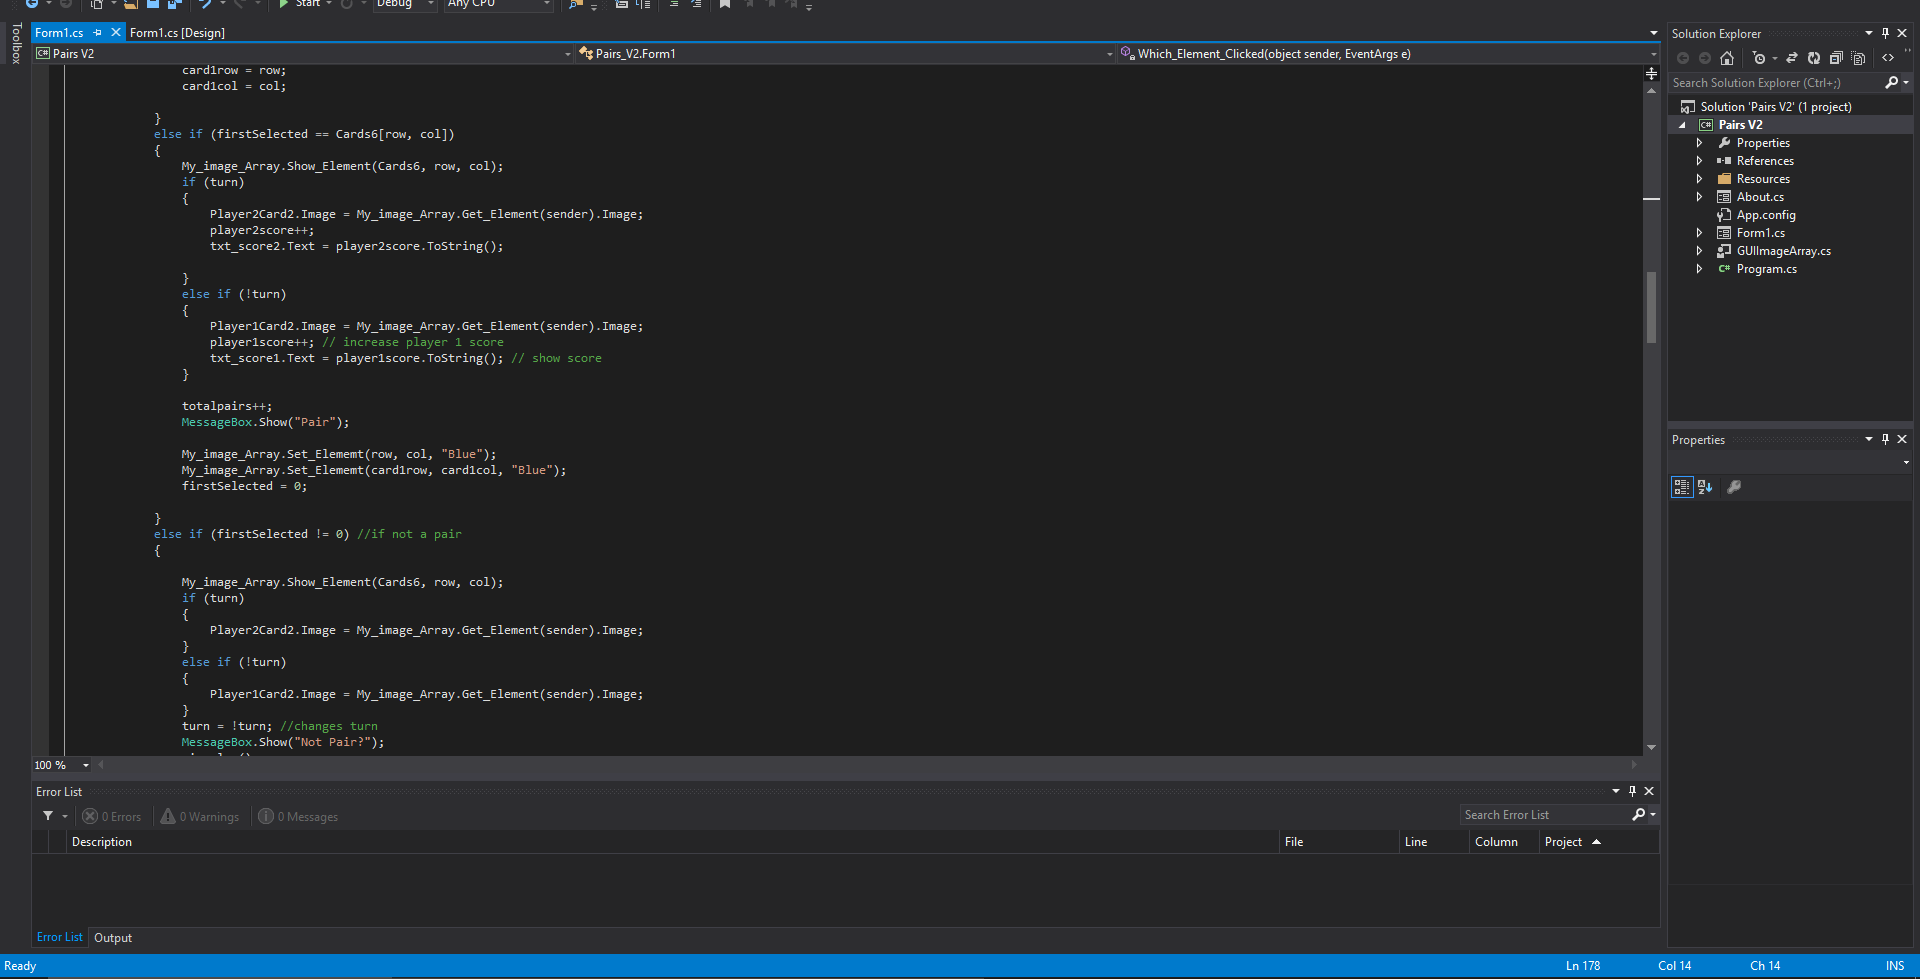 Start
Debug
Any CPU
Toolbox
Form1.cs
Form1.cs [Design]
Pairs V2
Pairs_V2.Form1
Which_Element_Clicked(object sender, EventArgs e)
card1row = row;
card1col = col;
}
else if (firstSelected == Cards6[row, col])
{
My_image_Array.Show_Element(Cards6, row, col);
if (turn)
{
Player2Card2.Image = My_image_Array.Get_Element(sender).Image;
player2score++;
txt_score2.Text = player2score.ToString();
}
else if (!turn)
{
Player1Card2.Image = My_image_Array.Get_Element(sender).Image;
player1score++; // increase player 1 score
txt_score1.Text = player1score.ToString(); // show score
}
totalpairs++;
MessageBox.Show("Pair");
My_image_Array.Set_Elememt(row, col, "Blue");
My_image_Array.Set_Elememt(card1row, card1col, "Blue");
firstSelected = 0;
}
else if (firstSelected != 0) //if not a pair
{
My_image_Array.Show_Element(Cards6, row, col);
if (turn)
{
Player2Card2.Image = My_image_Array.Get_Element(sender).Image;
}
else if (!turn)
{
Player1Card2.Image = My_image_Array.Get_Element(sender).Image;
}
turn = !turn; //changes turn
MessageBox.Show("Not Pair?");
100 %
Error List
0 Errors
0 Warnings
0 Messages
Search Error List
Description
File
Line
Column
Project
Error List
Output
Solution Explorer
Search Solution Explorer (Ctrl+;)
Solution 'Pairs V2' (1 project)
C# Pairs V2
Properties
References
Resources
About.cs
App.config
Form1.cs
GUIImageArray.cs
C# Program.cs
Properties
Ready
Ln 178
Col 14
Ch 14
INS